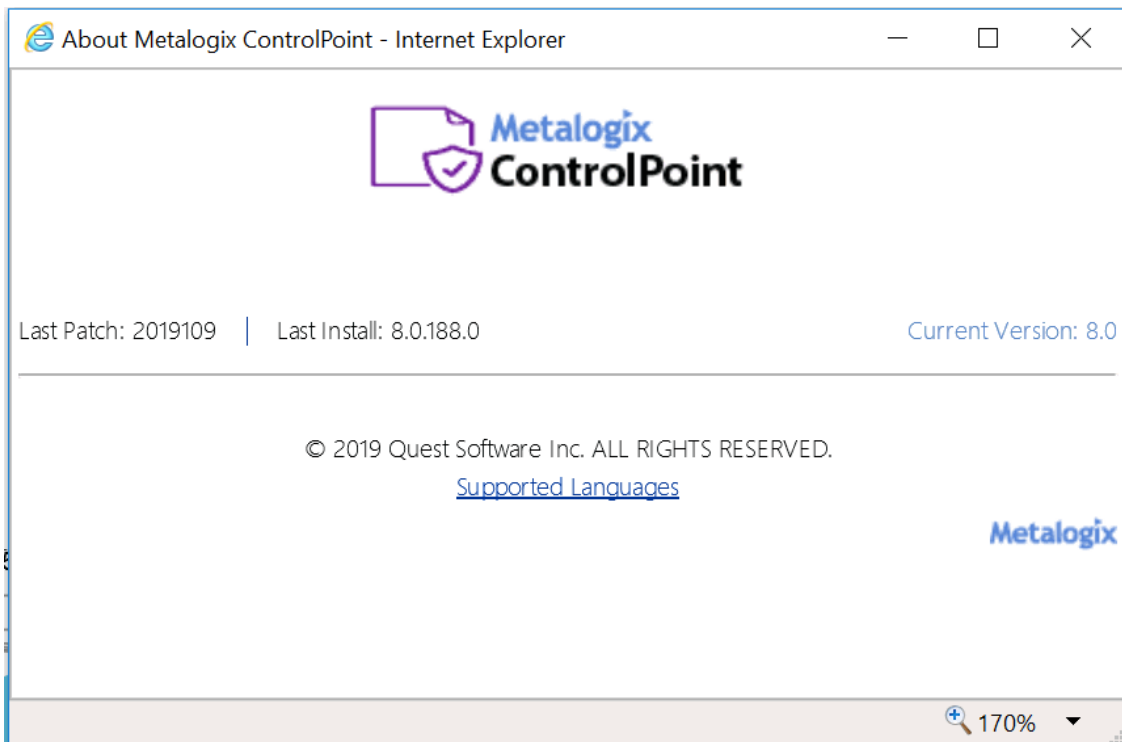 About Metalogix ControlPoint - Internet Explorer
Metalogix
ControlPoint
Last Patch: 2019109 | Last Install: 8.0.188.0 Current Version: 8.0
© 2019 Quest Software Inc. ALL RIGHTS RESERVED.
Supported Languages
Metalogix
170%